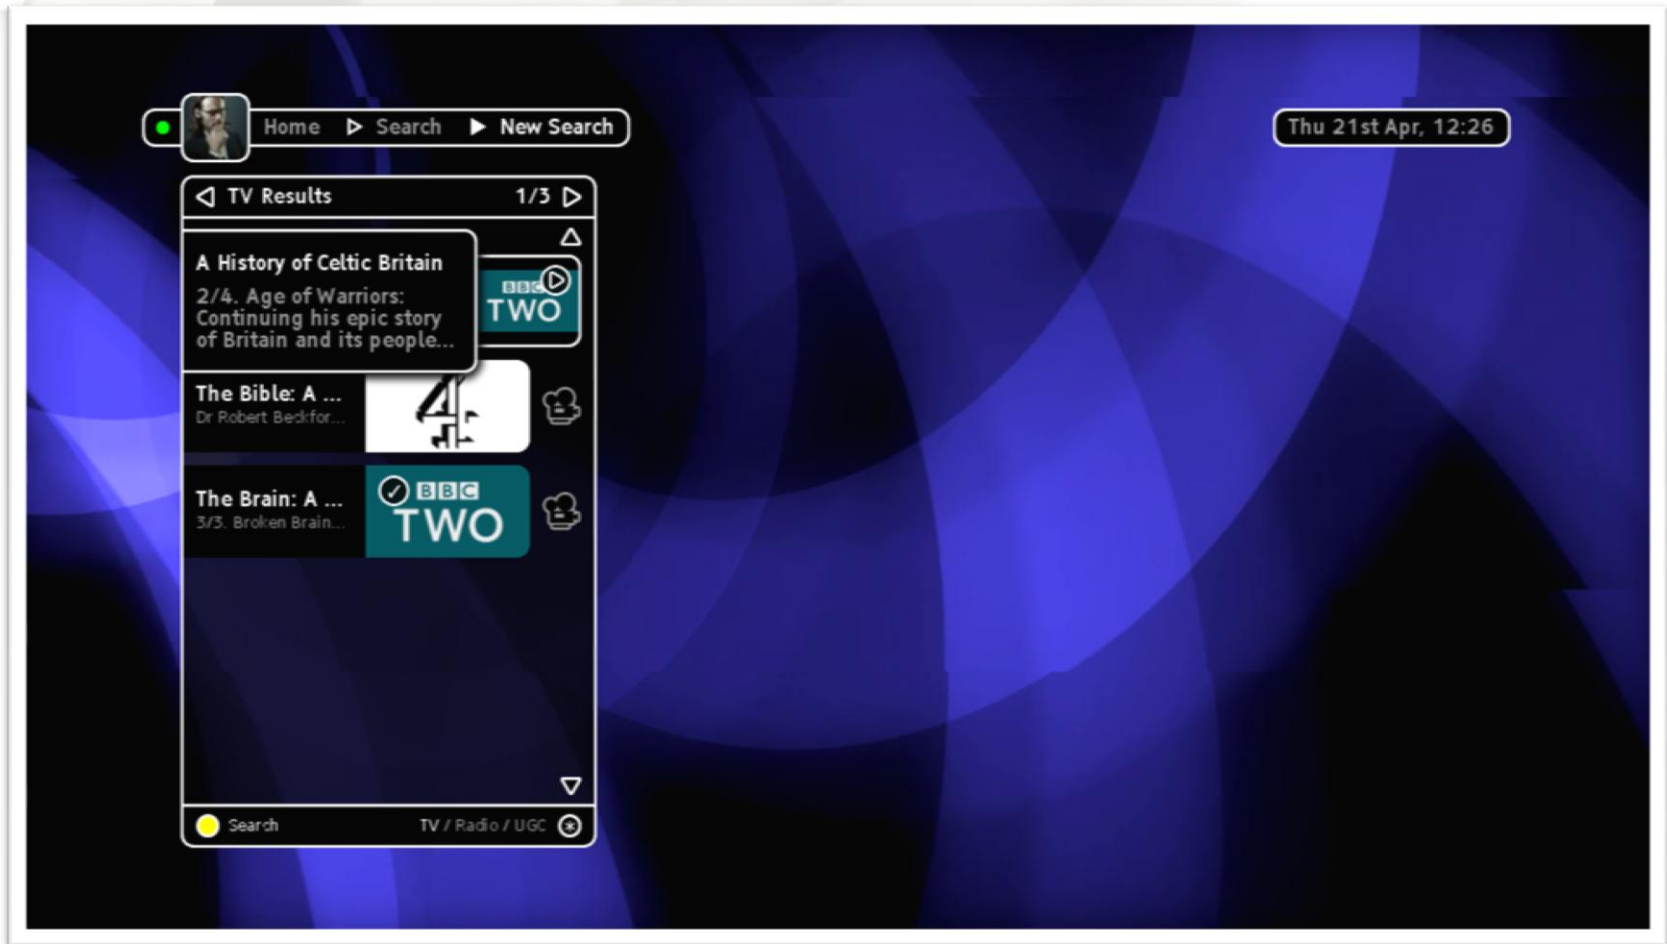 Home Search New Search
Thu 21st Apr, 12:26
TV Results 1/3
A History of Celtic Britain
2/4. Age of Warriors:
Continuing his epic story
of Britain and its people...
BBC
TWO
The Bible: A ...
Dr Robert Beckfor...
4
The Brain: A ...
3/3. Broken Brain...
BBC
TWO
Search TV / Radio / UGC